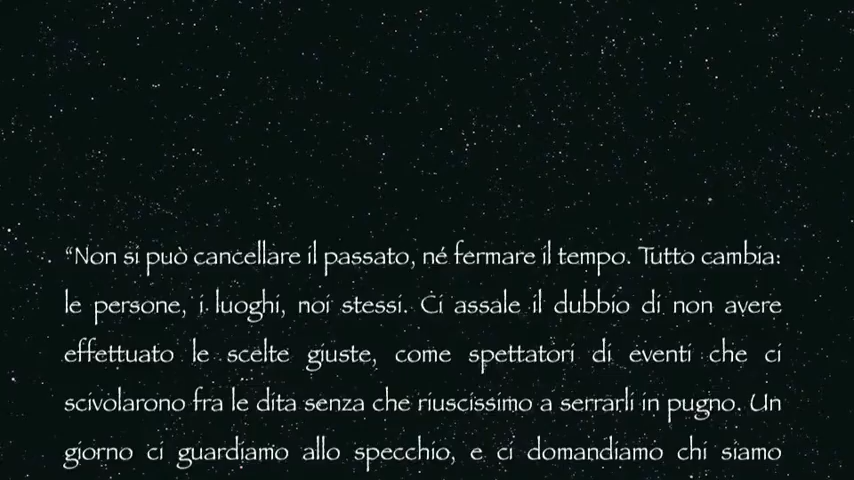 “Non si può cancellare il passato, né fermare il tempo. Tutto cambia:
le persone, i luoghi, noi stessi. Ci assale il dubbio di non avere
effettuato le scelte giuste, come spettatori di eventi che ci
scivolarono fra le dita senza che riuscissimo a serrarli in pugno. Un
giorno ci guardiamo allo specchio, e ci domandiamo chi siamo